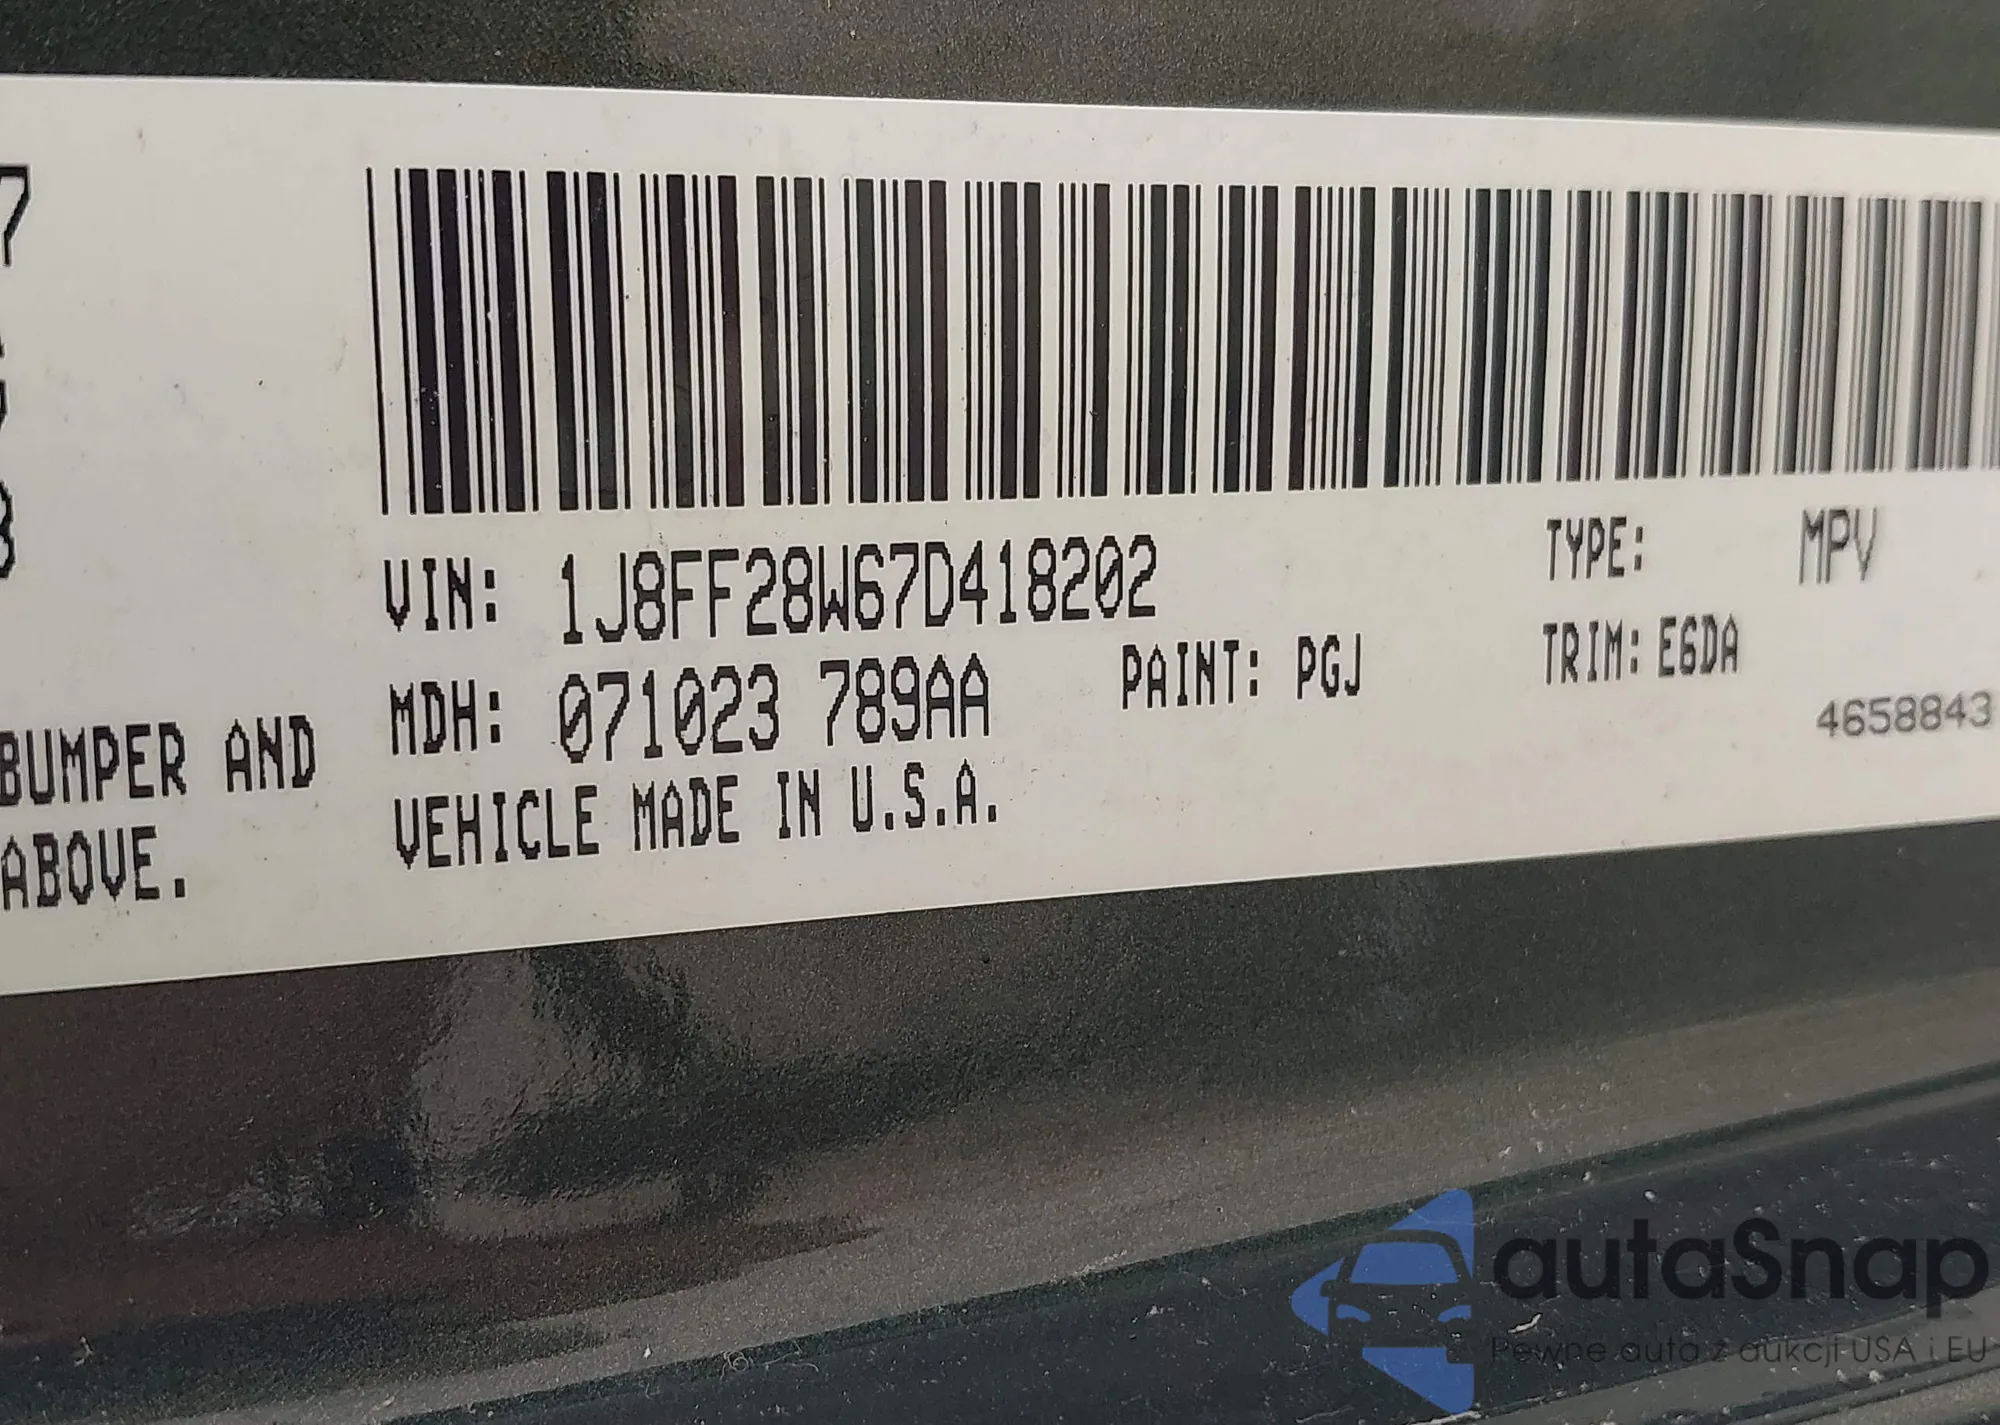 7
8
VIN: 1J8FF28W67D418202
TYPE: MPV
MDH: 071023 789AA
PAINT: PGJ
TRIM: E6DA
4658843
BUMPER AND
VEHICLE MADE IN U.S.A.
ABOVE.
autaSnap
Pewne auta z aukcji USA i EU